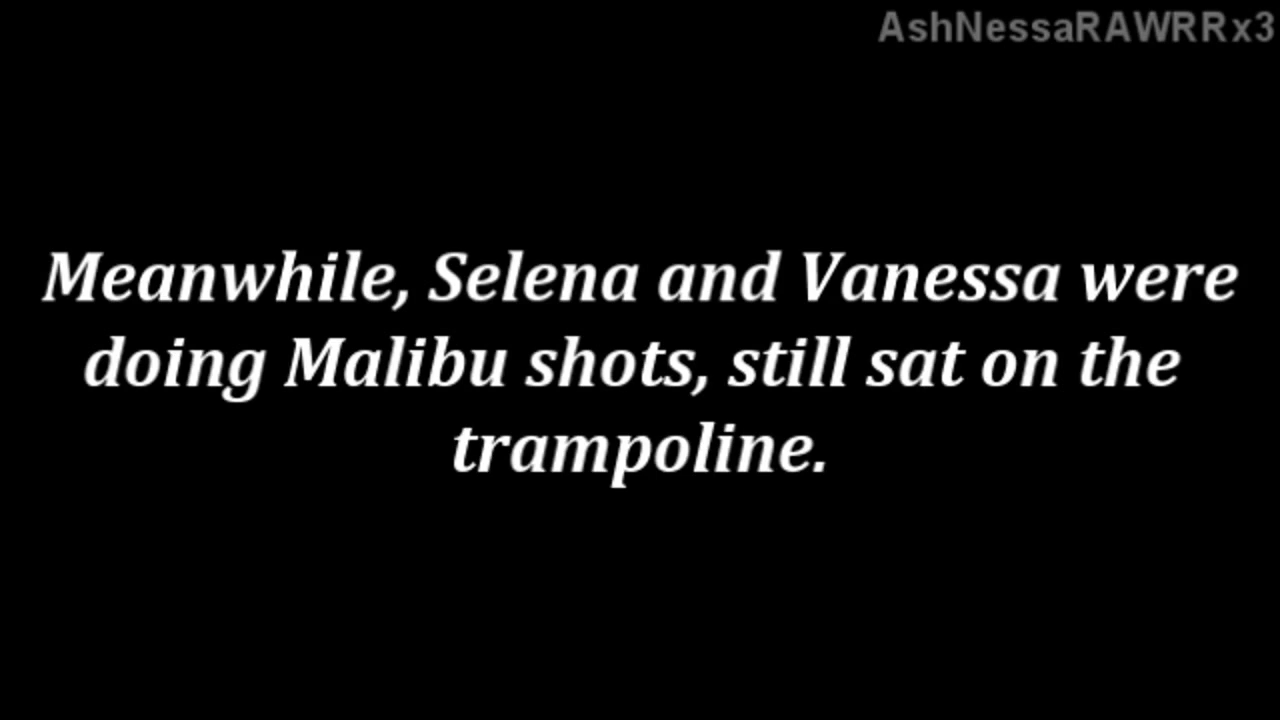 AshNessaRAWRRx3
Meanwhile, Selena and Vanessa were
doing Malibu shots, still sat on the
trampoline.